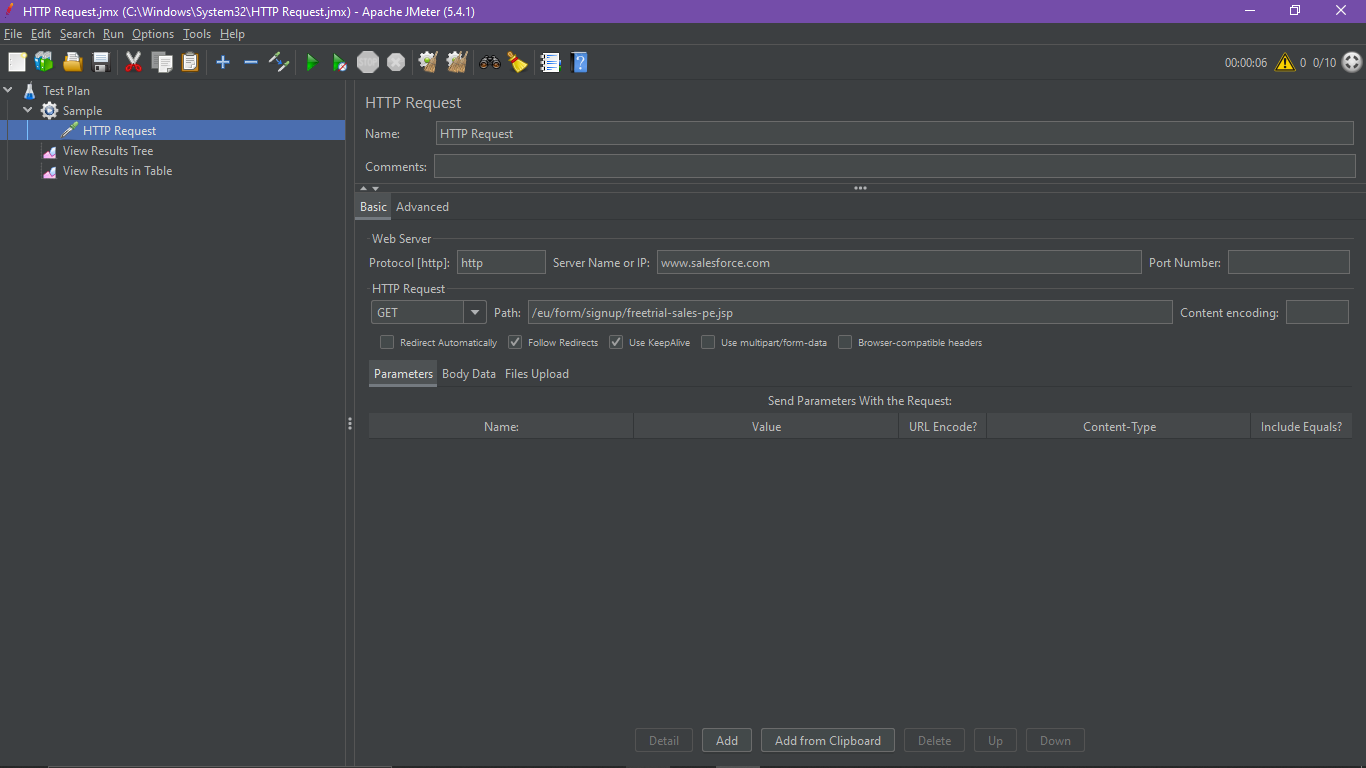 HTTP Request.jmx (C:\Windows\System32\HTTP Request.jmx) - Apache JMeter (5.4.1)
File Edit Search Run Options Tools Help
STOP 00:00:06 0 0/10
Test Plan
Sample
HTTP Request
View Results Tree
View Results in Table
HTTP Request
Name: HTTP Request
Comments:
Basic Advanced
Web Server
Protocol [http]: http Server Name or IP: www.salesforce.com Port Number:
HTTP Request
GET Path: /eu/form/signup/freetrial-sales-pe.jsp Content encoding:
Redirect Automatically Follow Redirects Use KeepAlive Use multipart/form-data Browser-compatible headers
Parameters Body Data Files Upload
Send Parameters With the Request:
Name: Value URL Encode? Content-Type Include Equals?
Detail Add Add from Clipboard Delete Up Down